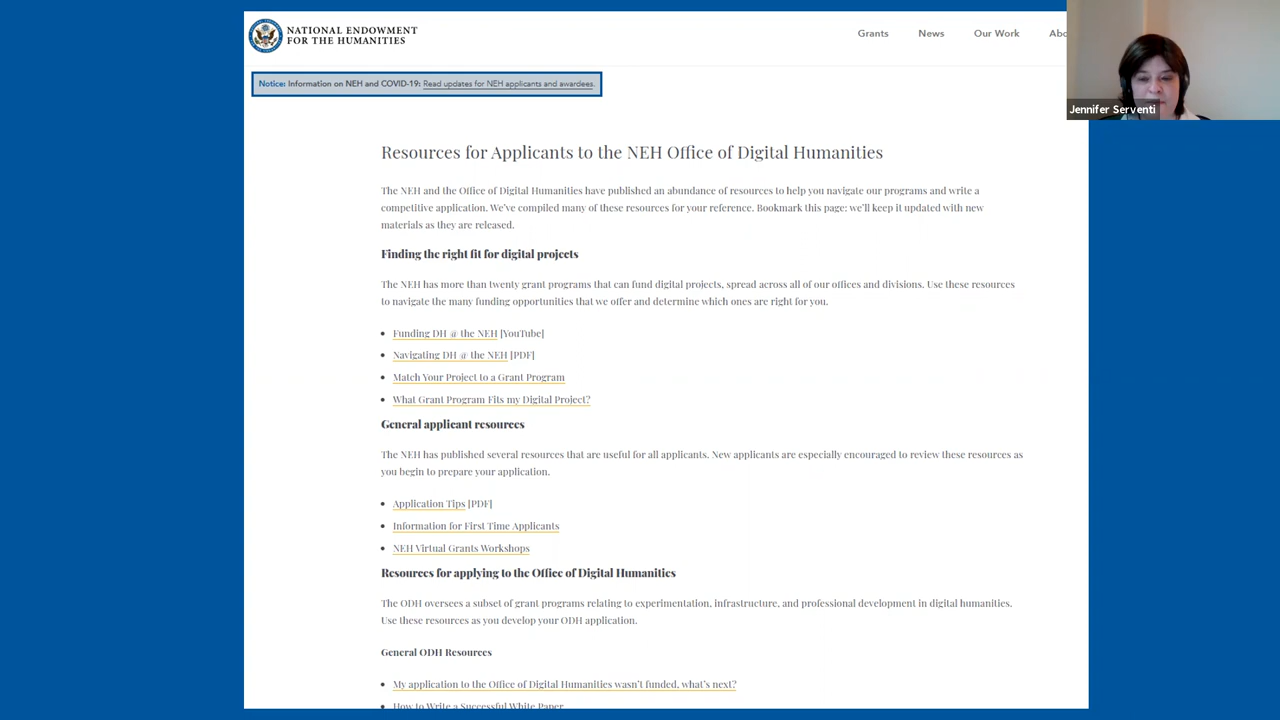 NATIONAL ENDOWMENT
FOR THE HUMANITIES
Grants News Our Work Abo
Jennifer Serventi
Notice: Information on NEH and COVID-19: Read updates for NEH applicants and awardees.
Resources for Applicants to the NEH Office of Digital Humanities
The NEH and the Office of Digital Humanities have published an abundance of resources to help you navigate our programs and write a
competitive application. We've compiled many of these resources for your reference. Bookmark this page: we'll keep it updated with new
materials as they are released.
Finding the right fit for digital projects
The NEH has more than twenty grant programs that can fund digital projects, spread across all of our offices and divisions. Use these resources
to navigate the many funding opportunities that we offer and determine which ones are right for you.
• Funding DH @ the NEH [YouTube]
• Navigating DH @ the NEH [PDF]
• Match Your Project to a Grant Program
• What Grant Program Fits my Digital Project?
General applicant resources
The NEH has published several resources that are useful for all applicants. New applicants are especially encouraged to review these resources as
you begin to prepare your application.
• Application Tips [PDF]
• Information for First Time Applicants
• NEH Virtual Grants Workshops
Resources for applying to the Office of Digital Humanities
The ODH oversees a subset of grant programs relating to experimentation, infrastructure, and professional development in digital humanities.
Use these resources as you develop your ODH application.
General ODH Resources
• My application to the Office of Digital Humanities wasn't funded, what's next?
• How to Write a Successful White Paper